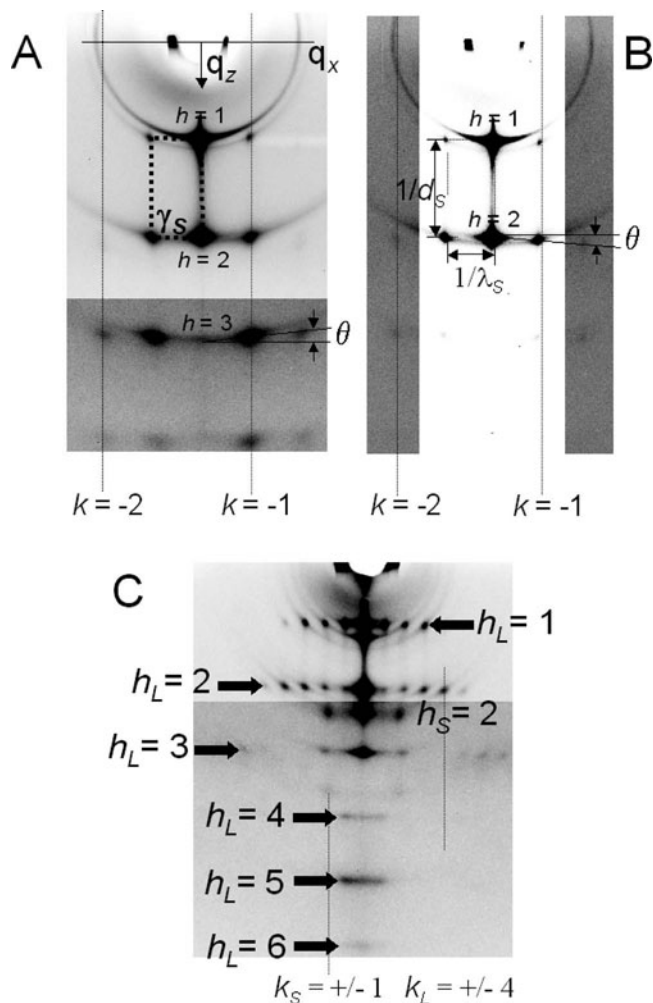 A
B
q_z
q_x
h = 1
γ_S
h = 2
h = 3
θ
k = -2
k = -1
h = 1
1/d_S
h = 2
θ
1/λ_S
k = -2
k = -1
C
h_L = 1
h_L = 2
h_S = 2
h_L = 3
h_L = 4
h_L = 5
h_L = 6
k_S = +/- 1
k_L = +/- 4